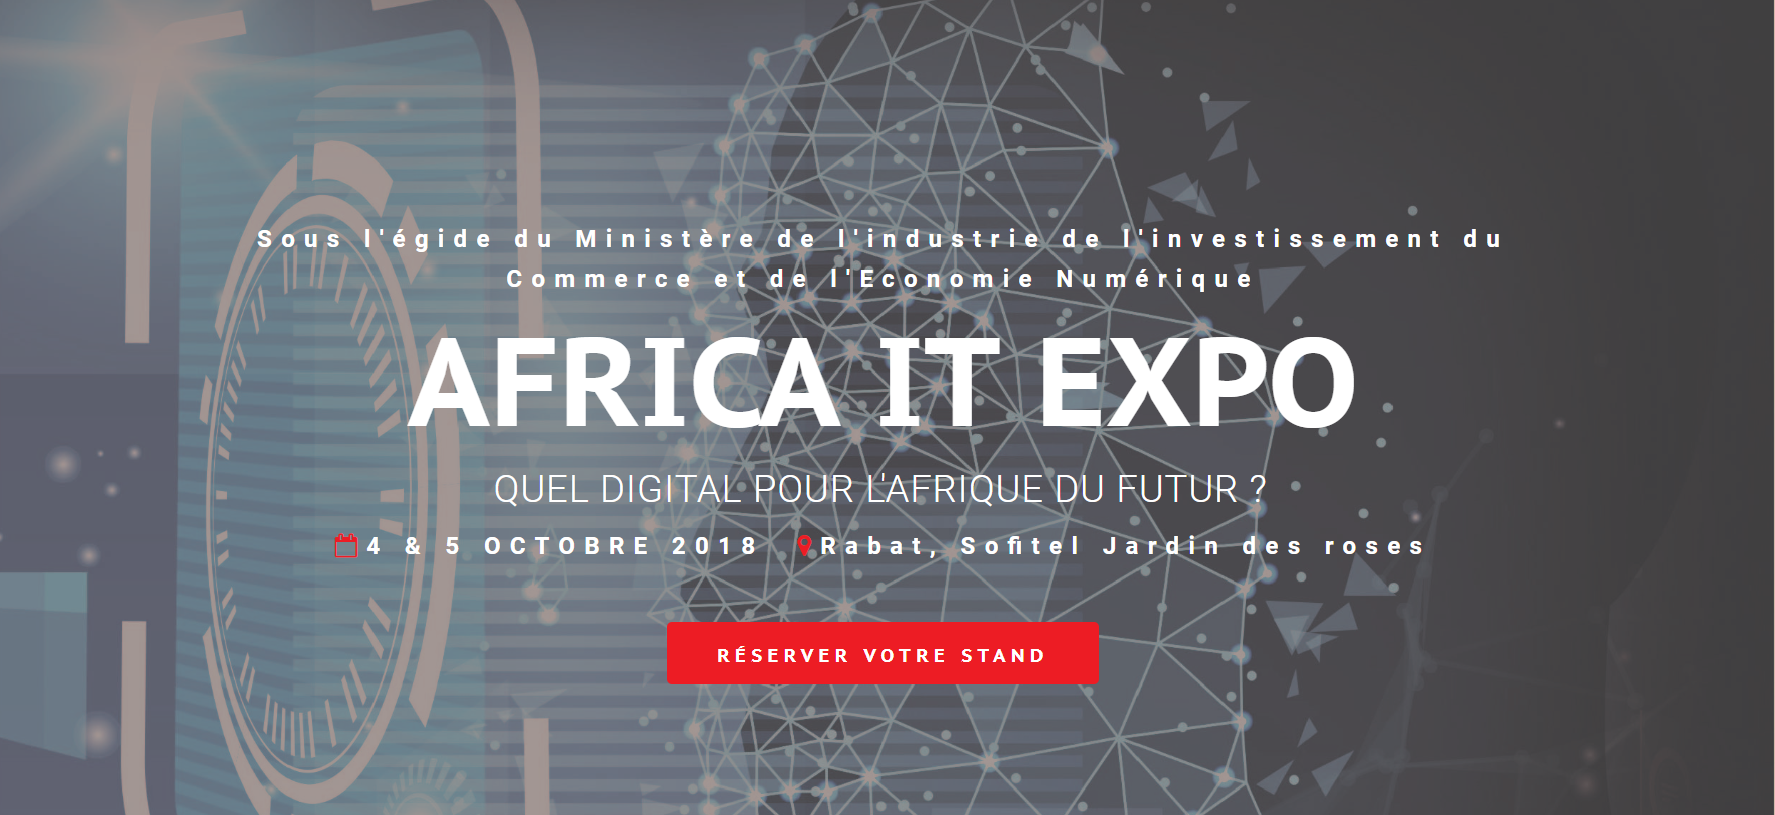 Sous l'égide du Ministère de l'industrie de l'investissement du
Commerce et de l'Economie Numérique
AFRICA IT EXPO
QUEL DIGITAL POUR L'AFRIQUE DU FUTUR ?
4 & 5 OCTOBRE 2018 Rabat, Sofitel Jardin des roses
RÉSERVER VOTRE STAND